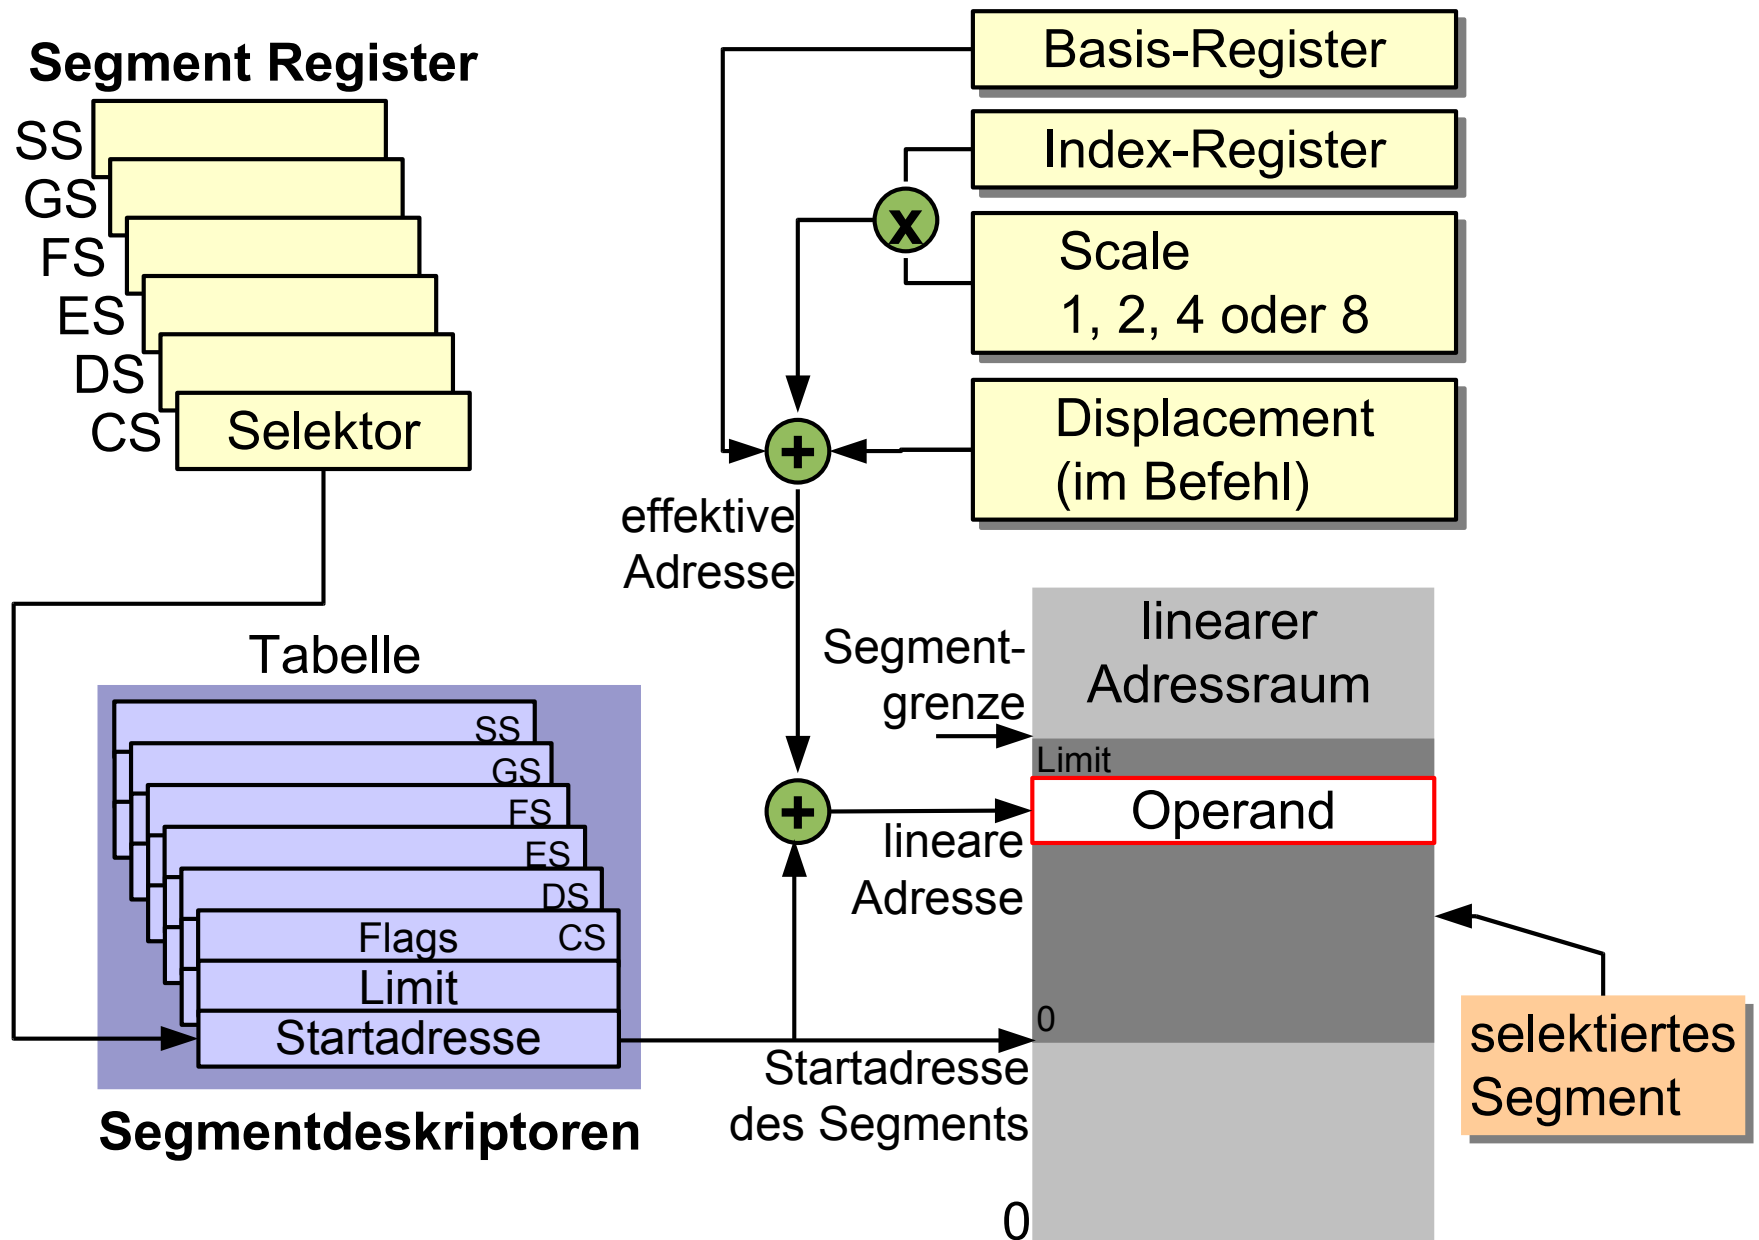 Segment Register
SS
GS
FS
ES
DS
CS
Selektor
Basis-Register
Index-Register
x
Scale
1, 2, 4 oder 8
Displacement
(im Befehl)
+
effektive
Adresse
Tabelle
SS
GS
FS
ES
DS
CS
Flags
Limit
Startadresse
Segmentdeskriptoren
linearer
Adressraum
Segment-
grenze
Limit
Operand
+
lineare
Adresse
0
Startadresse
des Segments
0
selektiertes
Segment